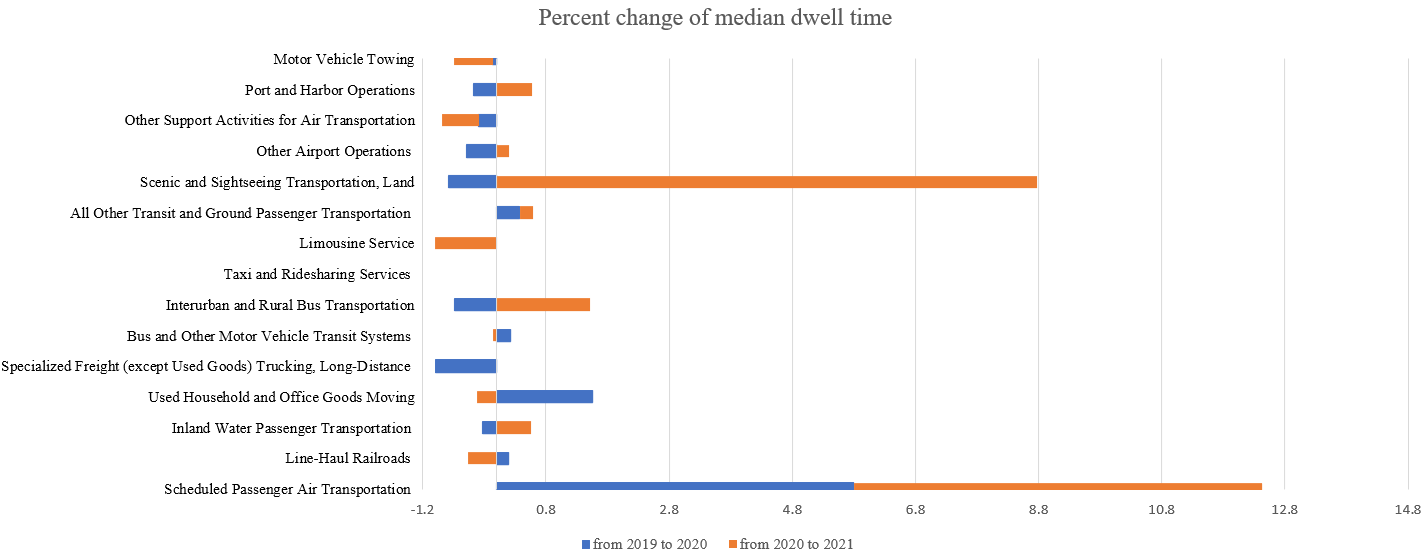 Percent change of median dwell time
Motor Vehicle Towing
Port and Harbor Operations
Other Support Activities for Air Transportation
Other Airport Operations
Scenic and Sightseeing Transportation, Land
All Other Transit and Ground Passenger Transportation
Limousine Service
Taxi and Ridesharing Services
Interurban and Rural Bus Transportation
Bus and Other Motor Vehicle Transit Systems
Specialized Freight (except Used Goods) Trucking, Long-Distance
Used Household and Office Goods Moving
Inland Water Passenger Transportation
Line-Haul Railroads
Scheduled Passenger Air Transportation
-1.2 0.8 2.8 4.8 6.8 8.8 10.8 12.8 14.8
from 2019 to 2020 from 2020 to 2021